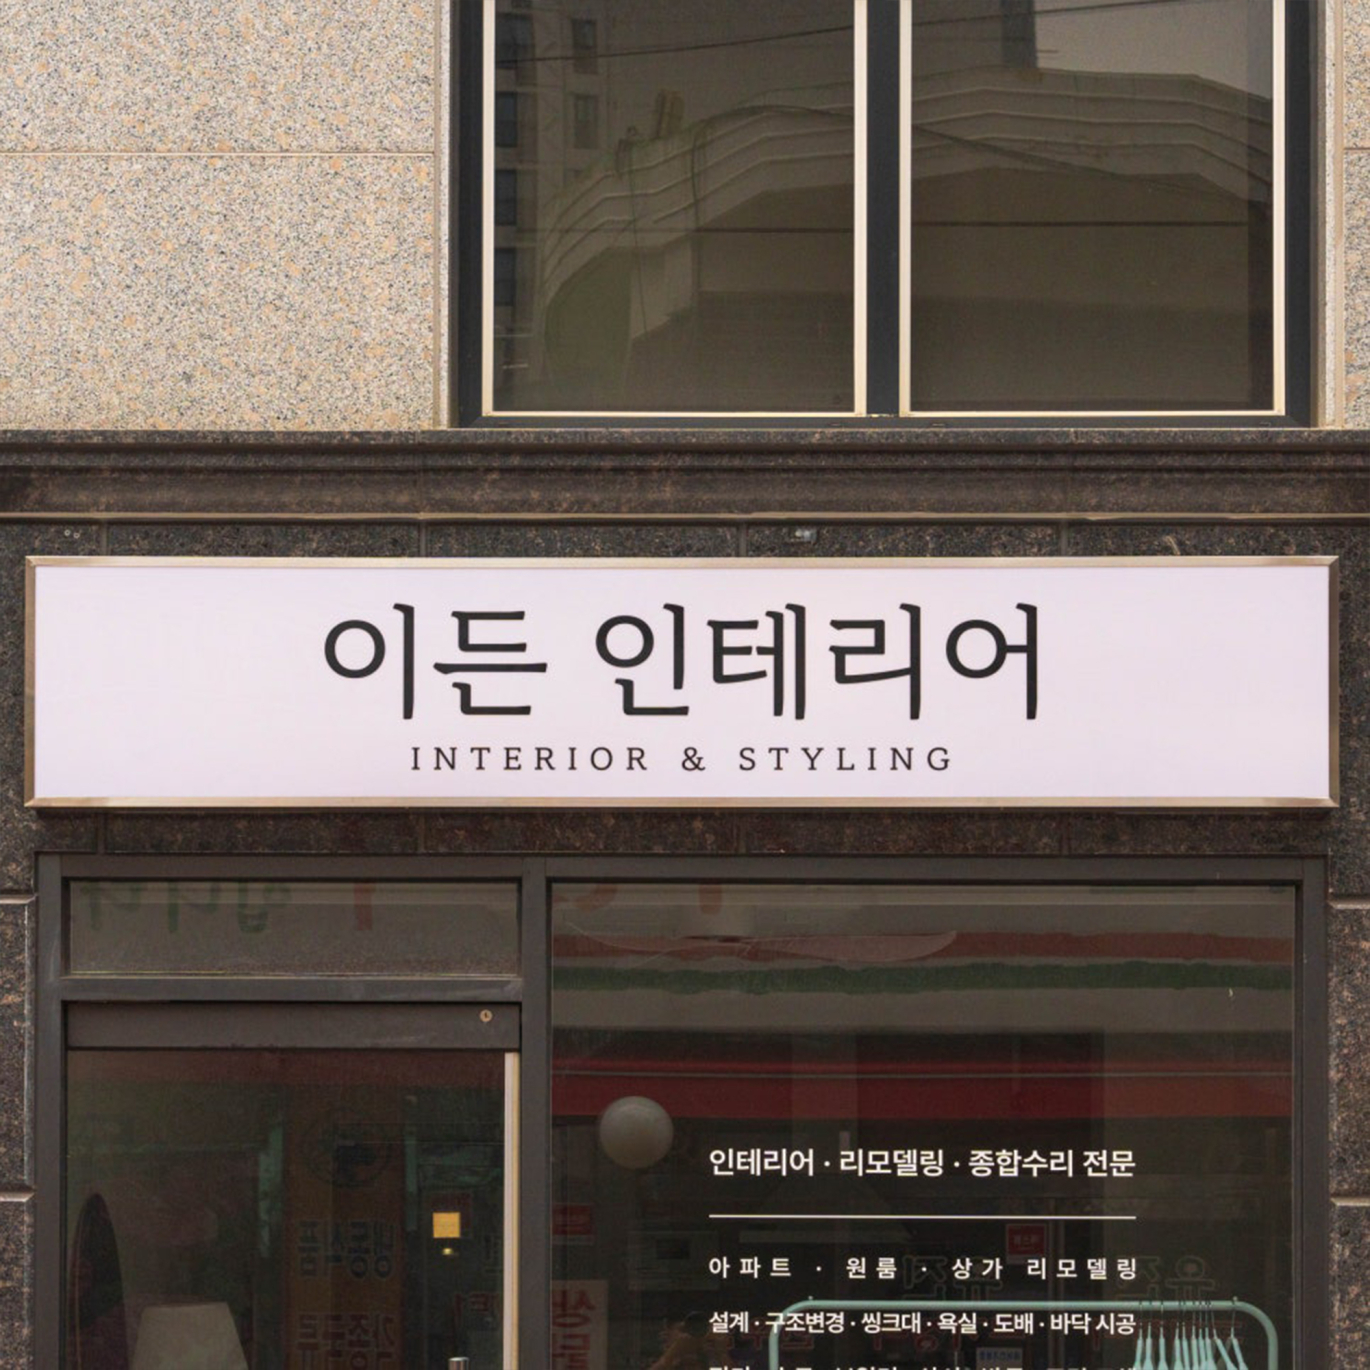 이든 인테리어
INTERIOR & STYLING
인테리어 · 리모델링 · 종합수리 전문
아파트 · 원룸 · 상가 리모델링
설계 · 구조변경 · 씽크대 · 욕실 · 도배 · 바닥 시공